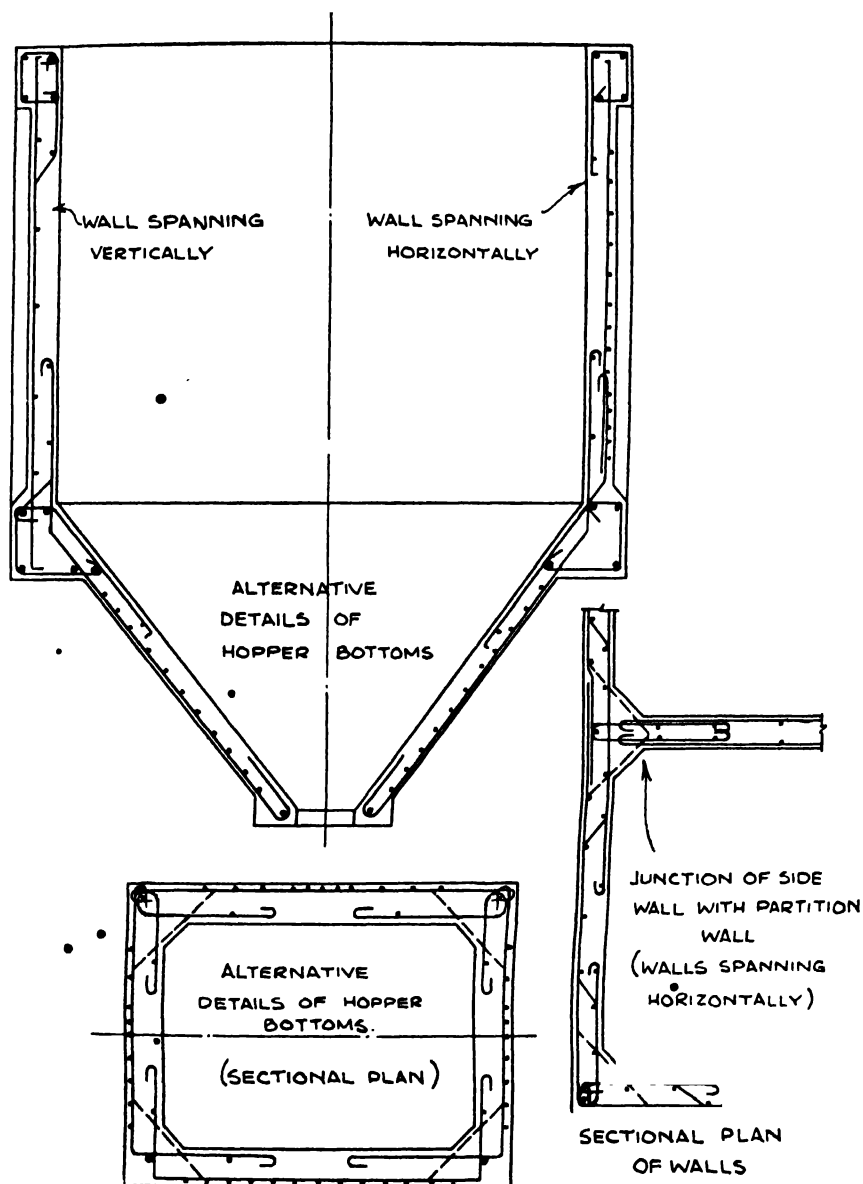 WALL SPANNING
VERTICALLY
WALL SPANNING
HORIZONTALLY
ALTERNATIVE
DETAILS OF
HOPPER BOTTOMS
JUNCTION OF SIDE
WALL WITH PARTITION
WALL
(WALLS SPANNING
HORIZONTALLY)
ALTERNATIVE
DETAILS OF HOPPER
BOTTOMS.
(SECTIONAL PLAN)
SECTIONAL PLAN
OF WALLS